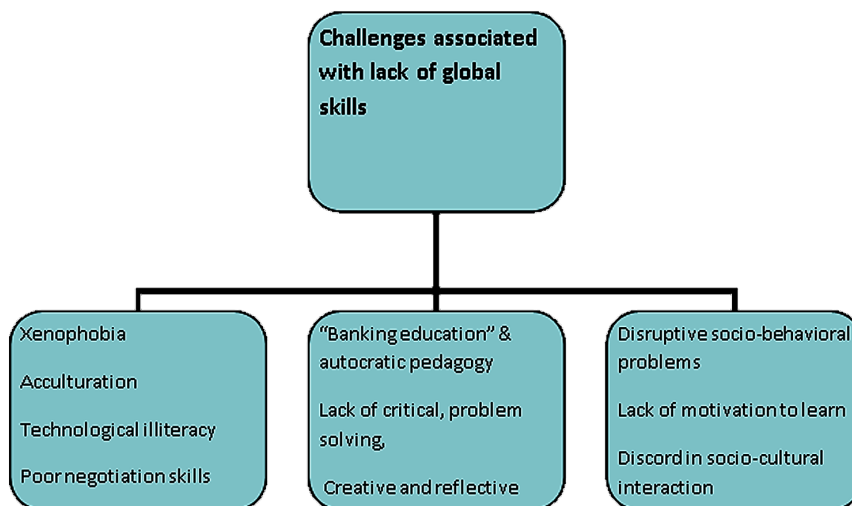 Challenges associated
with lack of global
skills
Xenophobia
Acculturation
Technological illiteracy
Poor negotiation skills
“Banking education” &
autocratic pedagogy
Lack of critical, problem
solving,
Creative and reflective
Disruptive socio-behavioral
problems
Lack of motivation to learn
Discord in socio-cultural
interaction